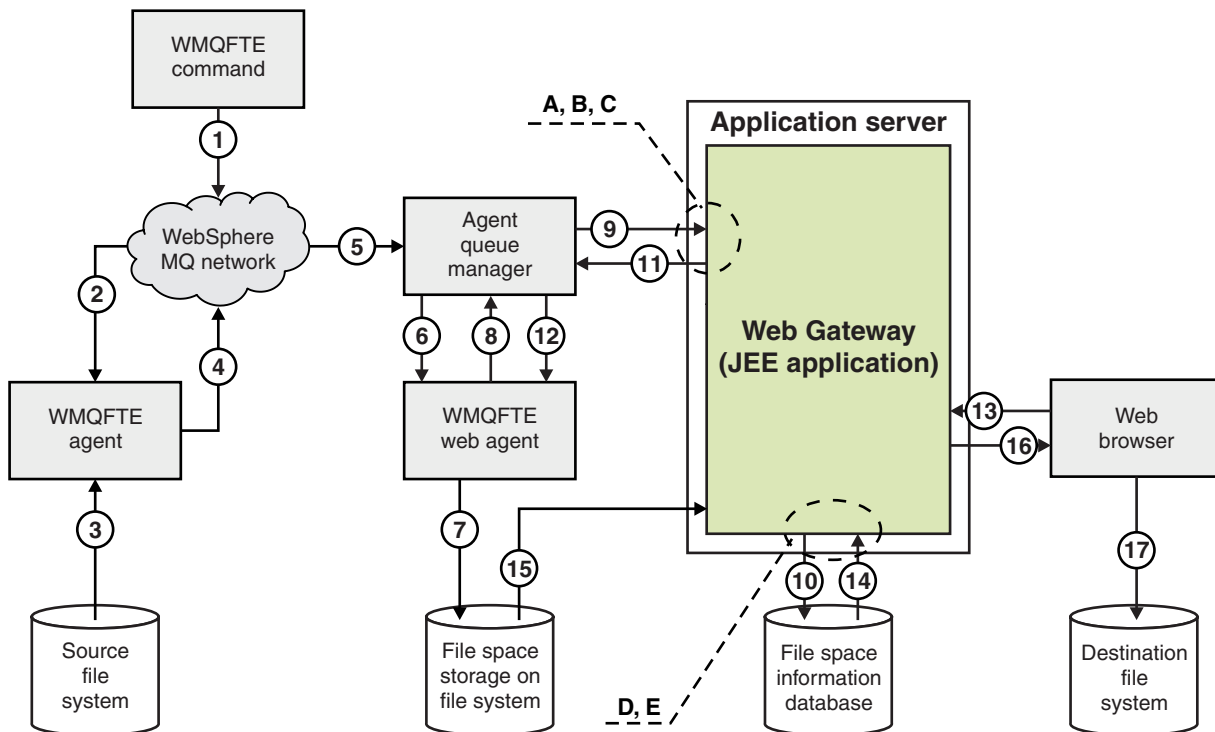 WMQFTE
command
1
A, B, C
Application server
WebSphere
MQ network
5
Agent
queue
manager
9
11
2
4
6
8
12
Web Gateway
(JEE application)
WMQFTE
agent
WMQFTE
web agent
13
16
Web
browser
3
7
15
10
14
17
Source
file
system
File space
storage on
file system
D, E
File space
information
database
Destination
file
system